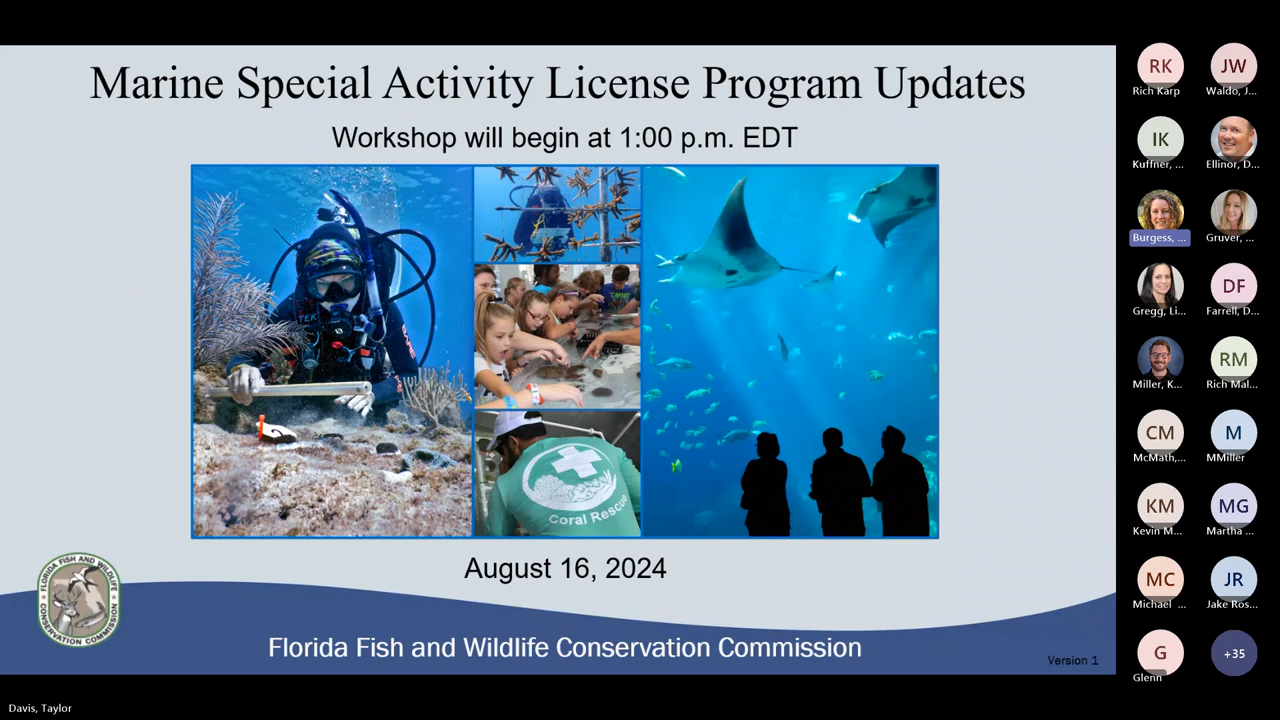 Marine Special Activity License Program Updates
Workshop will begin at 1:00 p.m. EDT
TEK
Coral Rescue
August 16, 2024
FLORIDA FISH AND WILDLIFE
CONSERVATION COMMISSION
Florida Fish and Wildlife Conservation Commission
Version 1
RK
Rich Karp
JW
Waldo, J...
IK
Kuffner, ...
Ellinor, D...
Burgess, ...
Gruver, ...
Gregg, Li...
DF
Farrell, D...
Miller, K...
RM
Rich Mal...
CM
McMath,...
M
MMiller
KM
Kevin M...
MG
Martha ...
MC
Michael ...
JR
Jake Ros...
G
Glenn
+35
Davis, Taylor